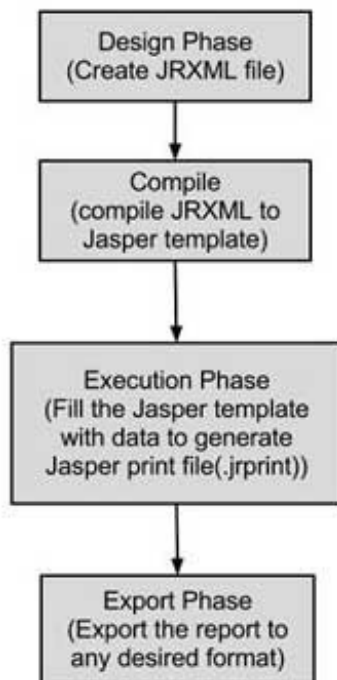 Design Phase
(Create JRXML file)
Compile
(compile JRXML to
Jasper template)
Execution Phase
(Fill the Jasper template
with data to generate
Jasper print file(.jrprint))
Export Phase
(Export the report to
any desired format)